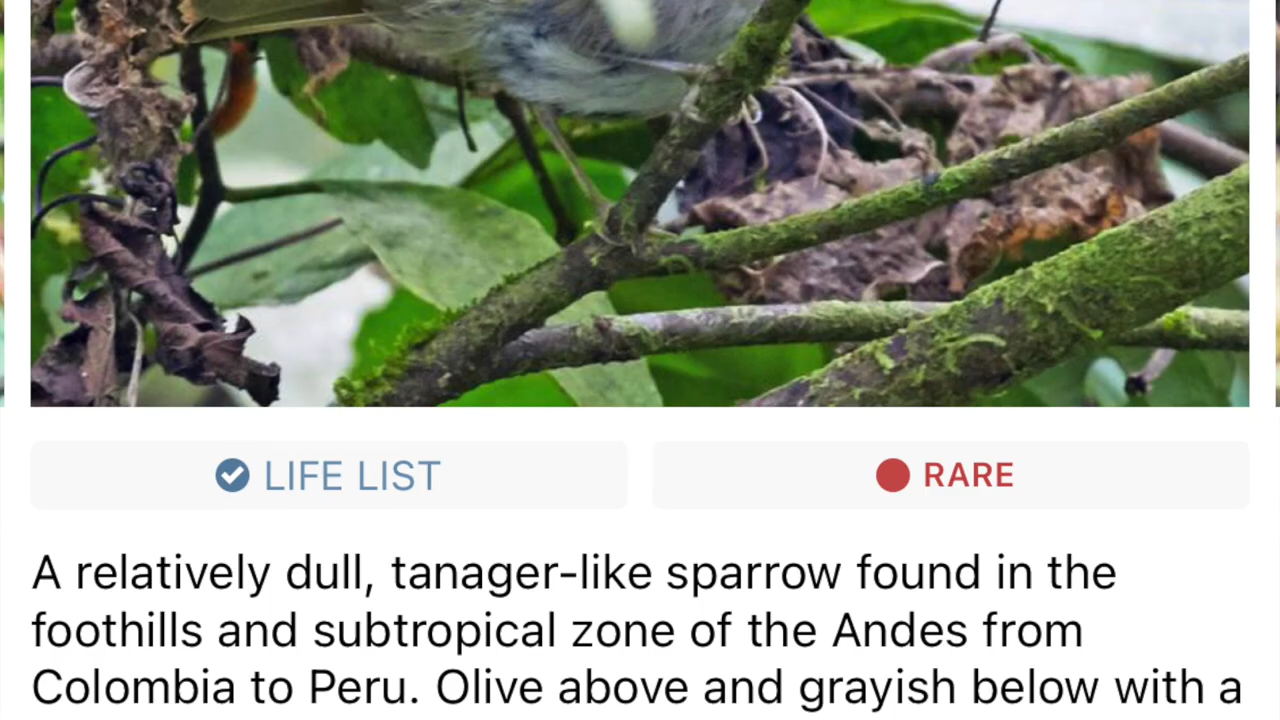 LIFE LIST
RARE
A relatively dull, tanager-like sparrow found in the
foothills and subtropical zone of the Andes from
Colombia to Peru. Olive above and grayish below with a